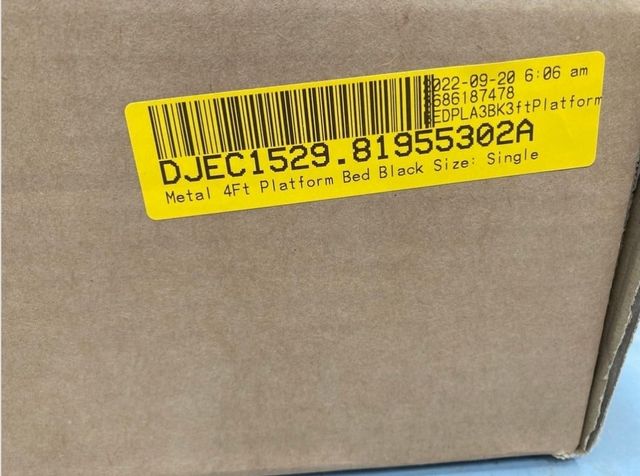 022-09-20 6:06 am
686187478
EDPLA3BK3ftPlatform
DJEC1529.81955302A
Metal 4Ft Platform Bed Black Size: Single